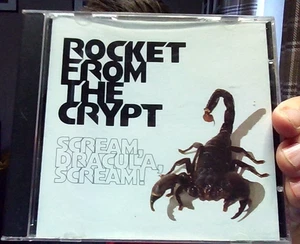 ROCKET
FROM
THE
CRYPT
SCREAM,
DRACULA,
SCREAM!